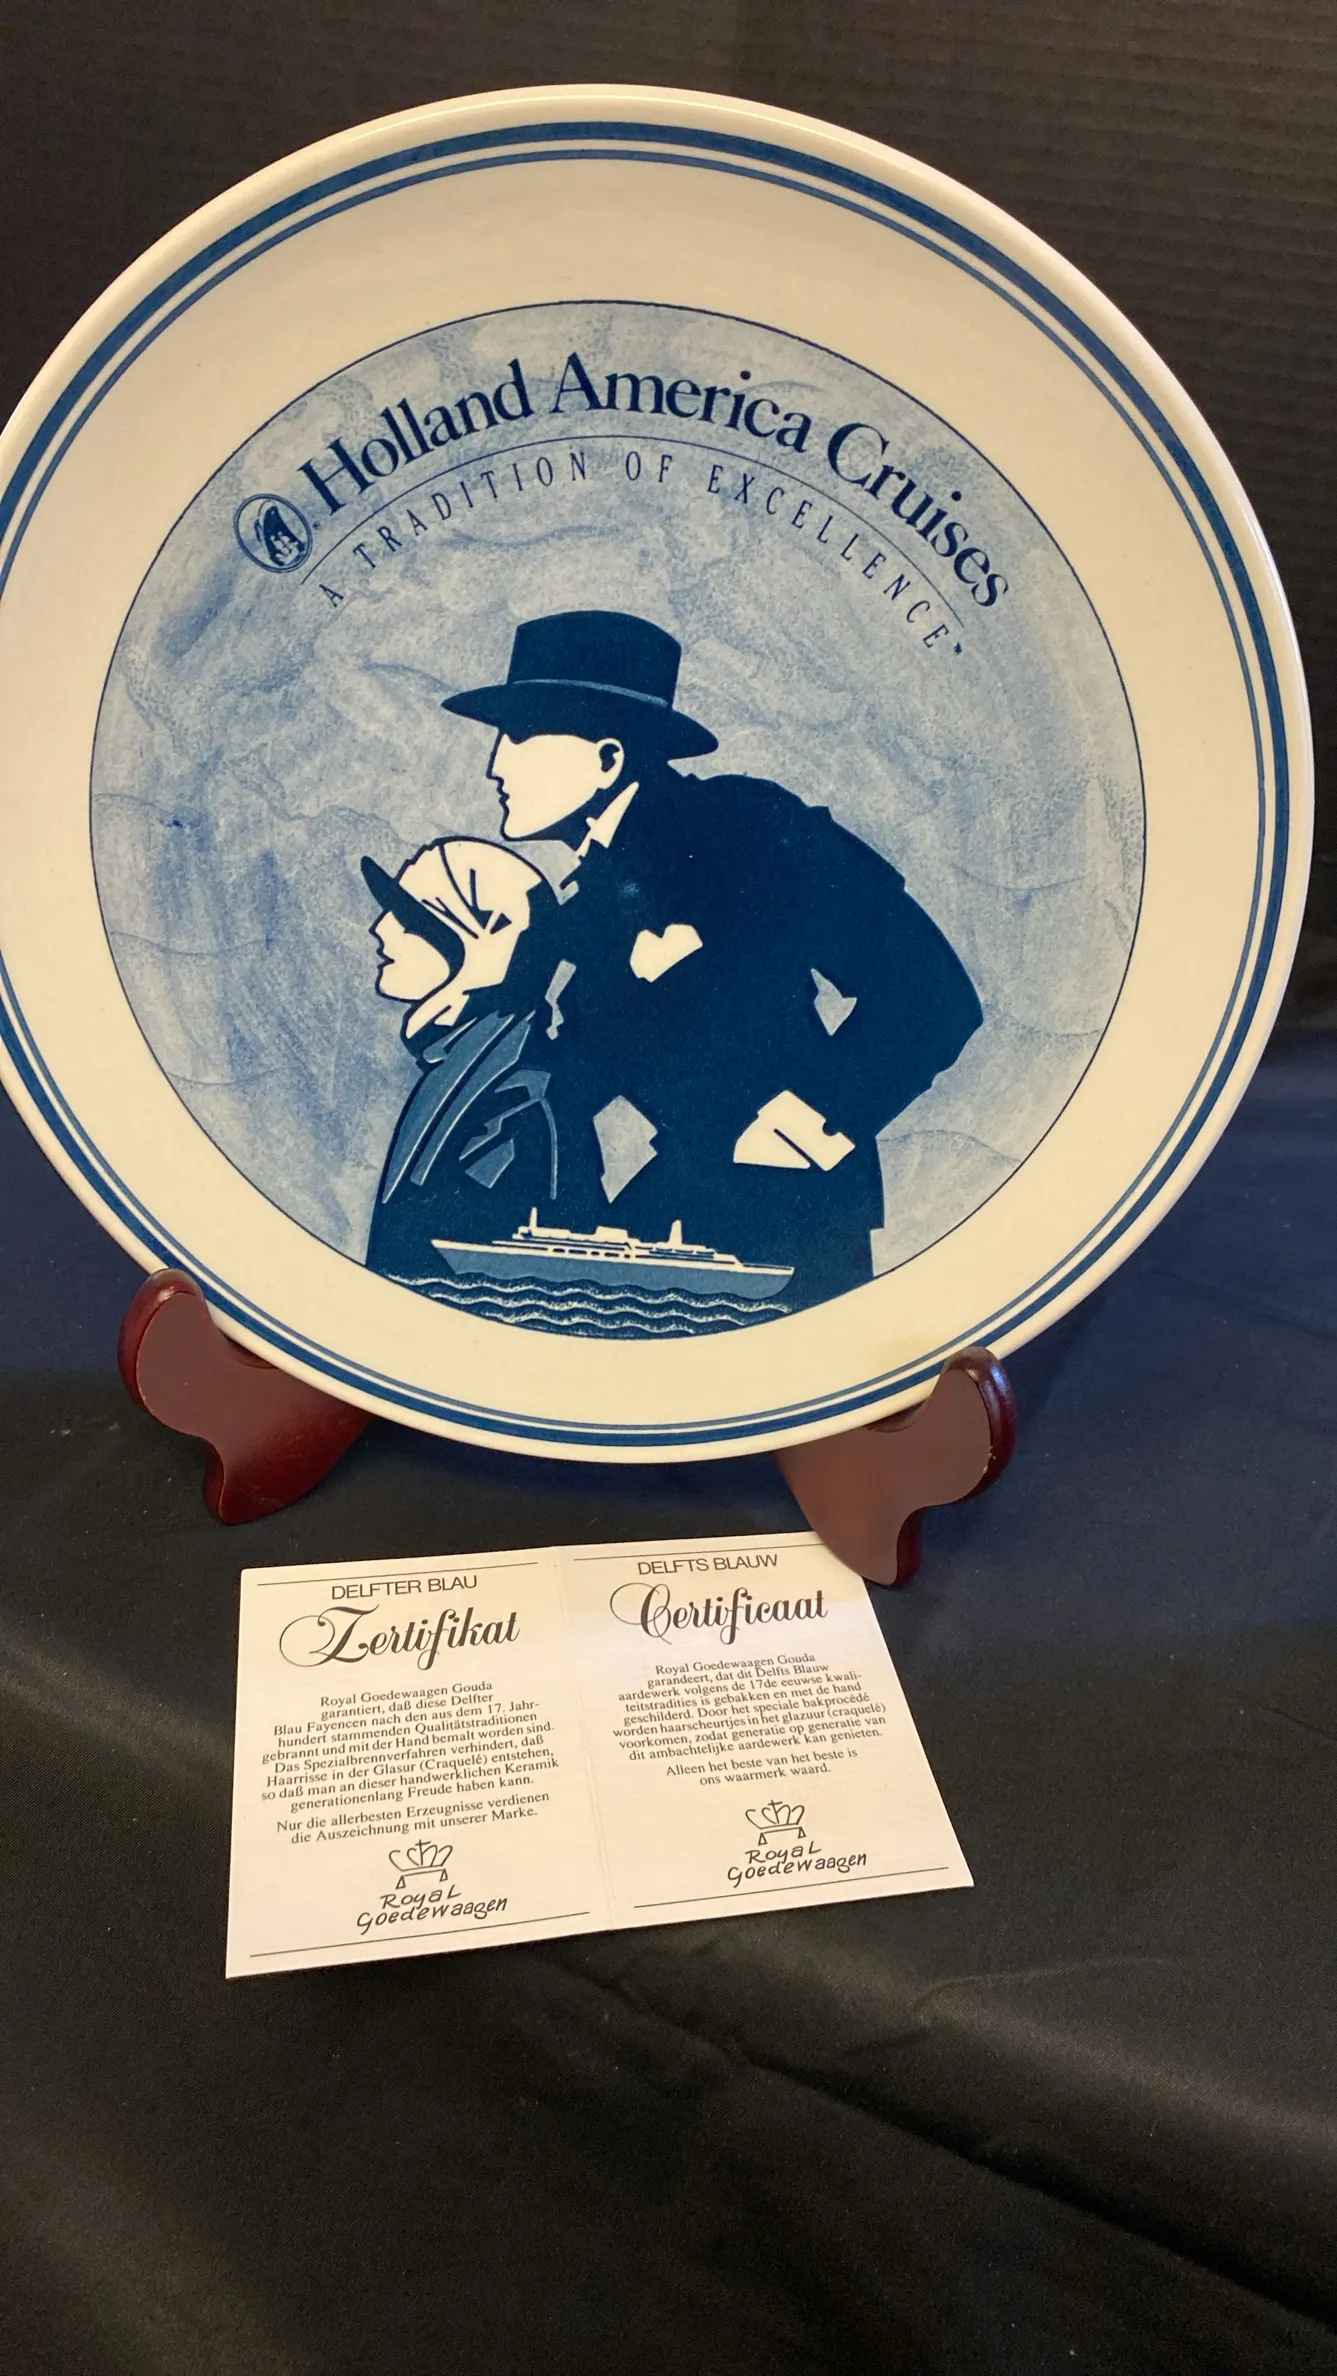 Holland America Cruises
A TRADITION OF EXCELLENCE
DELFTER BLAU
Zertifikat
Royal Goedewaagen Gouda
garantiert, daß diese Delfter
Blau Fayencen nach den aus dem 17. Jahr-
hundert stammenden Qualitätstraditionen
gebrannt und mit der Hand bemalt worden sind.
Das Spezialbrennverfahren verhindert, daß
Haarrisse in der Glasur (Craquelé) entstehen,
so daß man an dieser handwerklichen Keramik
generationenlang Freude haben kann.
Nur die allerbesten Erzeugnisse verdienen
die Auszeichnung mit unserer Marke.
Royal
Goedewaagen
DELFTS BLAUW
Certificaat
Royal Goedewaagen Gouda
garandeert, dat dit Delfts Blauw
aardewerk volgens de 17de eeuwse kwali-
teitstradities is gebakken en met de hand
geschilderd. Door het speciale bakprocédé
worden haarscheurtjes in het glazuur (craquelé)
voorkomen, zodat generatie op generatie van
dit ambachtelijke aardewerk kan genieten.
Alleen het beste van het beste is
ons waarmerk waard.
Royal
Goedewaagen